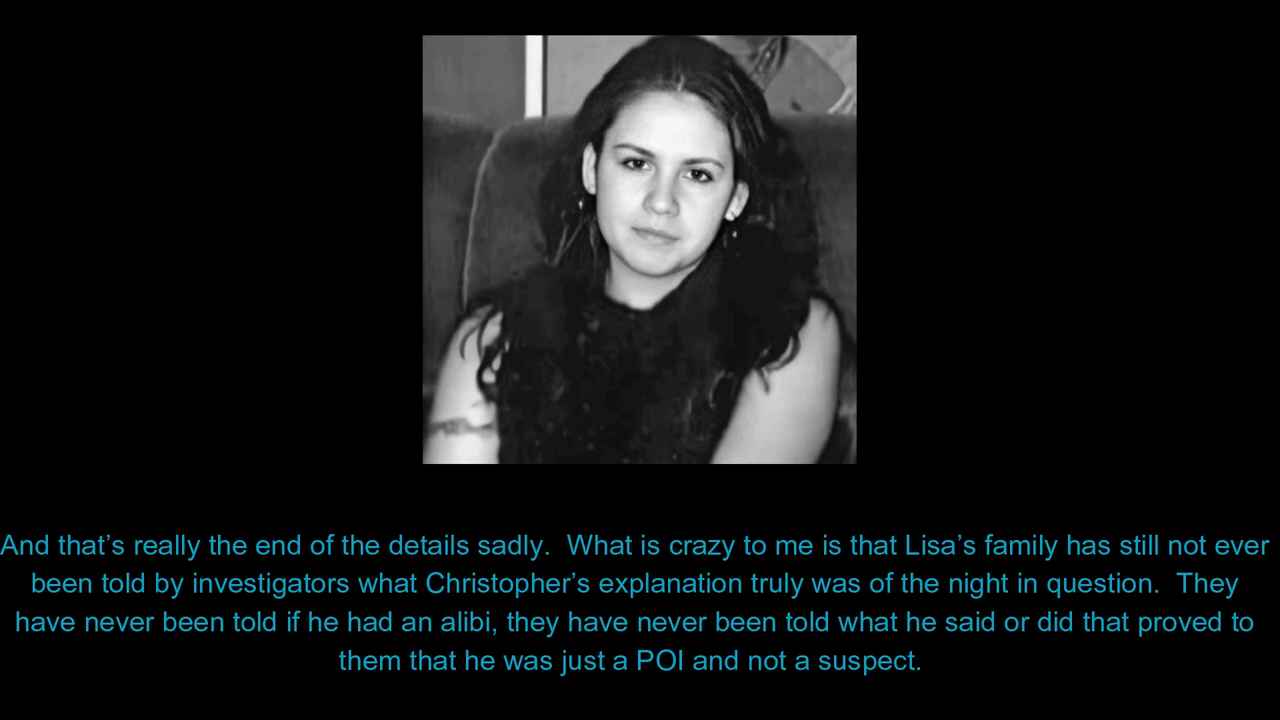 And that’s really the end of the details sadly.  What is crazy to me is that Lisa’s family has still not ever
been told by investigators what Christopher’s explanation truly was of the night in question.  They
have never been told if he had an alibi, they have never been told what he said or did that proved to
them that he was just a POI and not a suspect.